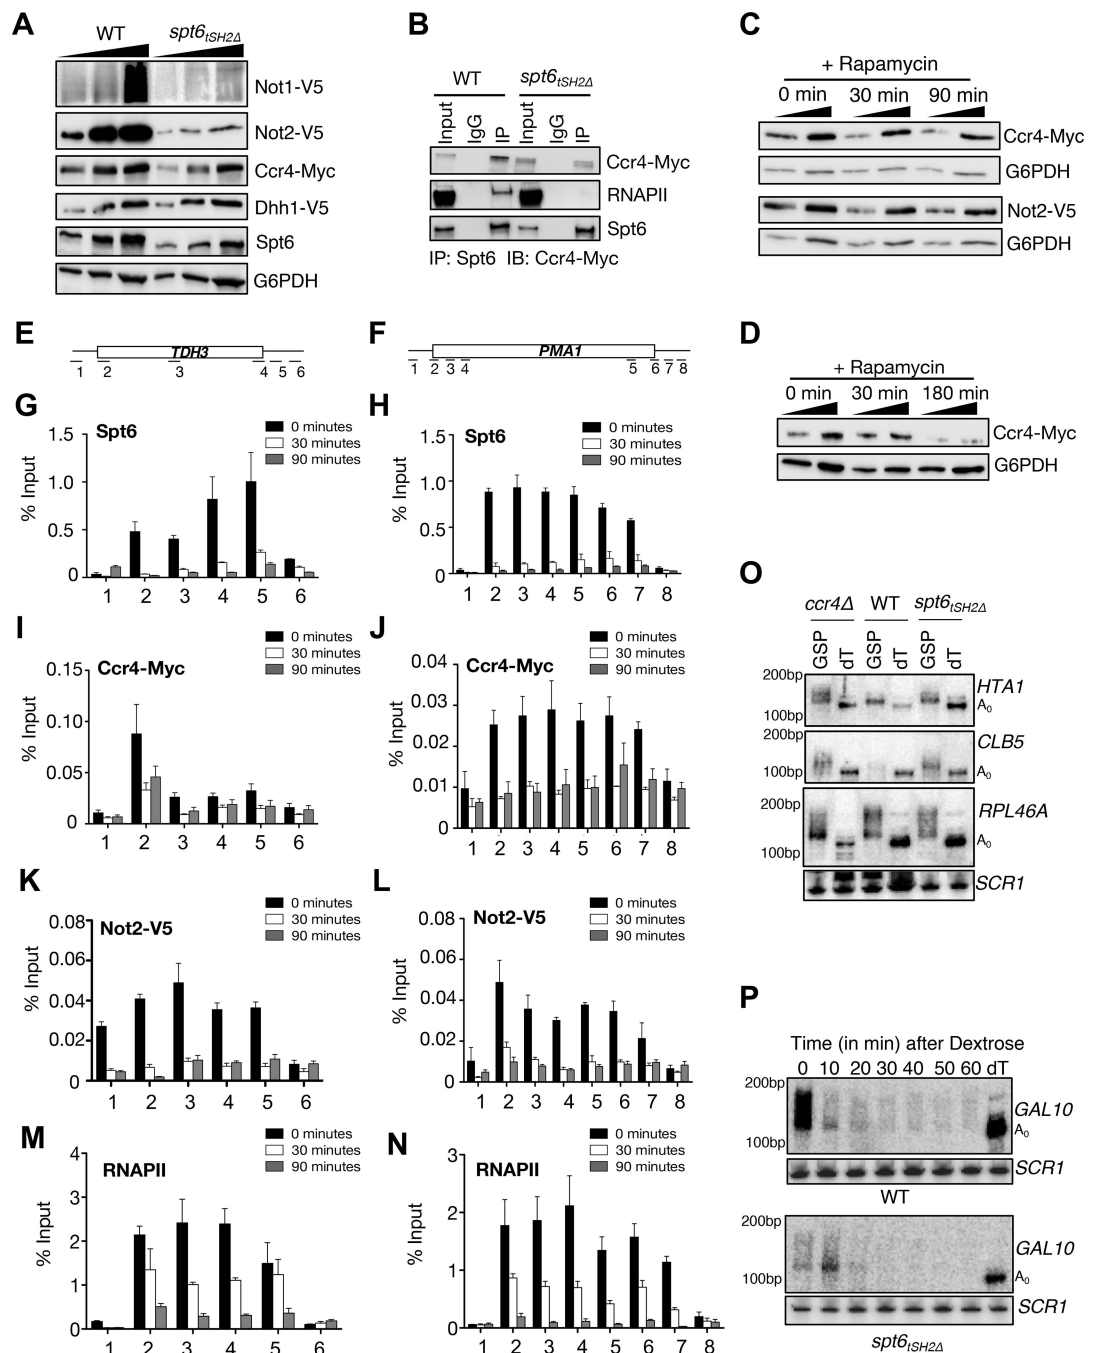 A
WT spt6tSH2Δ
Not1-V5
Not2-V5
Ccr4-Myc
Dhh1-V5
Spt6
G6PDH
B
WT spt6tSH2Δ
Input IgG IP Input IgG IP
Ccr4-Myc
RNAPII
Spt6
IP: Spt6 IB: Ccr4-Myc
C
+ Rapamycin
0 min 30 min 90 min
Ccr4-Myc
G6PDH
Not2-V5
G6PDH
D
+ Rapamycin
0 min 30 min 180 min
Ccr4-Myc
G6PDH
E
TDH3
1 2 3 4 5 6
F
PMA1
1 2 3 4 5 6 7 8
G
Spt6
0 minutes
30 minutes
90 minutes
% Input
1.5
1.0
0.5
0
1 2 3 4 5 6
H
Spt6
0 minutes
30 minutes
90 minutes
% Input
1.5
1.0
0.5
0
1 2 3 4 5 6 7 8
I
Ccr4-Myc
0 minutes
30 minutes
90 minutes
% Input
0.15
0.10
0.05
0
1 2 3 4 5 6
J
Ccr4-Myc
0 minutes
30 minutes
90 minutes
% Input
0.04
0.03
0.02
0.01
0
1 2 3 4 5 6 7 8
K
Not2-V5
0 minutes
30 minutes
90 minutes
% Input
0.08
0.06
0.04
0.02
0
1 2 3 4 5 6
L
Not2-V5
0 minutes
30 minutes
90 minutes
% Input
0.08
0.06
0.04
0.02
0
1 2 3 4 5 6 7 8
M
RNAPII
0 minutes
30 minutes
90 minutes
% Input
4
3
2
1
0
1 2 3 4 5 6
N
RNAPII
0 minutes
30 minutes
90 minutes
% Input
3
2
1
0
1 2 3 4 5 6 7 8
O
ccr4Δ WT spt6tSH2Δ
GSP dT GSP dT GSP dT
200bp
100bp
HTA1
A0
200bp
100bp
CLB5
A0
200bp
100bp
RPL46A
A0
SCR1
P
Time (in min) after Dextrose
0 10 20 30 40 50 60 dT
200bp
100bp
GAL10
A0
SCR1
WT
200bp
100bp
GAL10
A0
SCR1
spt6tSH2Δ